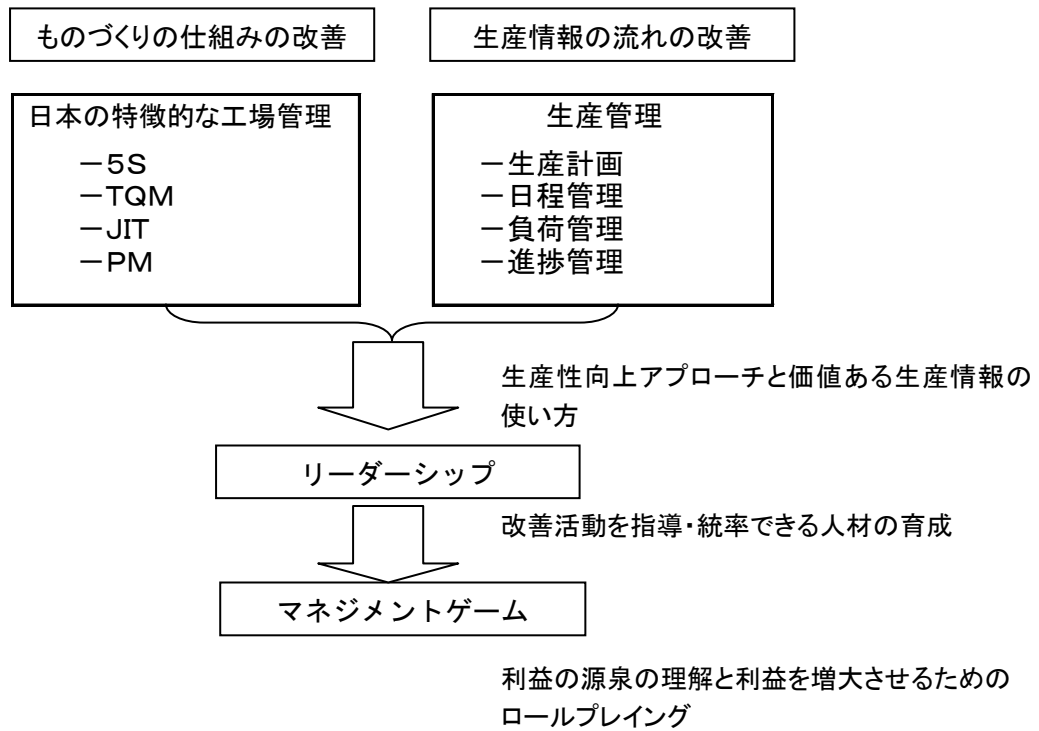 ものづくりの仕組みの改善
生産情報の流れの改善
日本の特徴的な工場管理
－５S
－TQM
－JIT
－PM
生産管理
－生産計画
－日程管理
－負荷管理
－進捗管理
生産性向上アプローチと価値ある生産情報の
使い方
リーダーシップ
改善活動を指導・統率できる人材の育成
マネジメントゲーム
利益の源泉の理解と利益を増大させるための
ロールプレイング